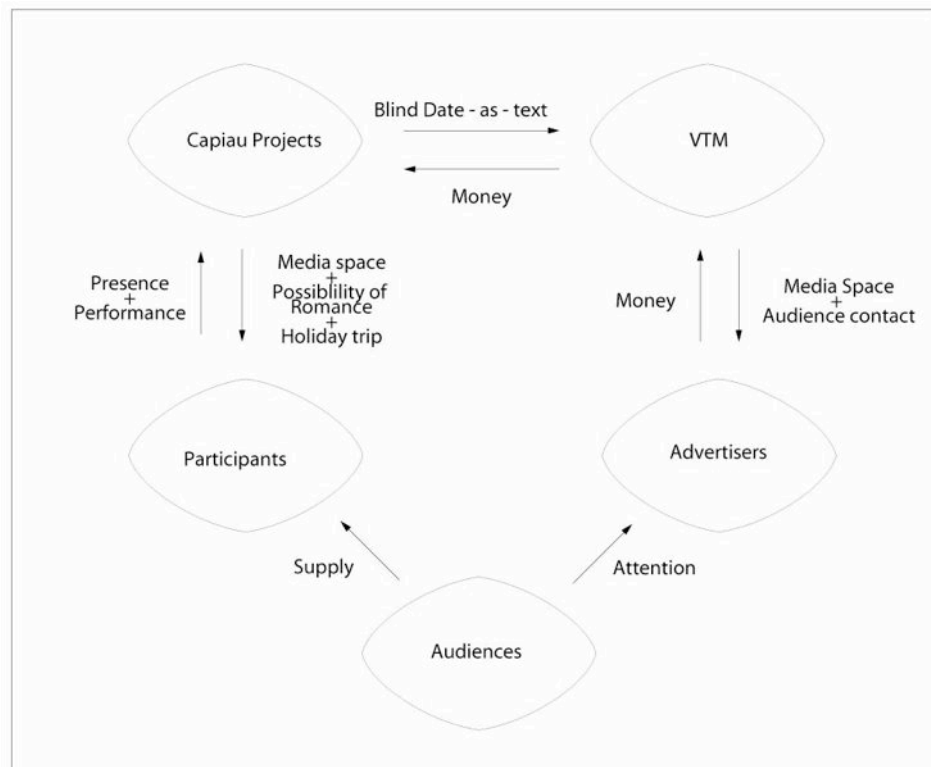 Blind Date - as - text
Capiau Projects
VTM
Money
Presence
+
Performance
Media space
+
Possiblility of
Romance
+
Holiday trip
Money
Media Space
+
Audience contact
Participants
Advertisers
Supply
Attention
Audiences